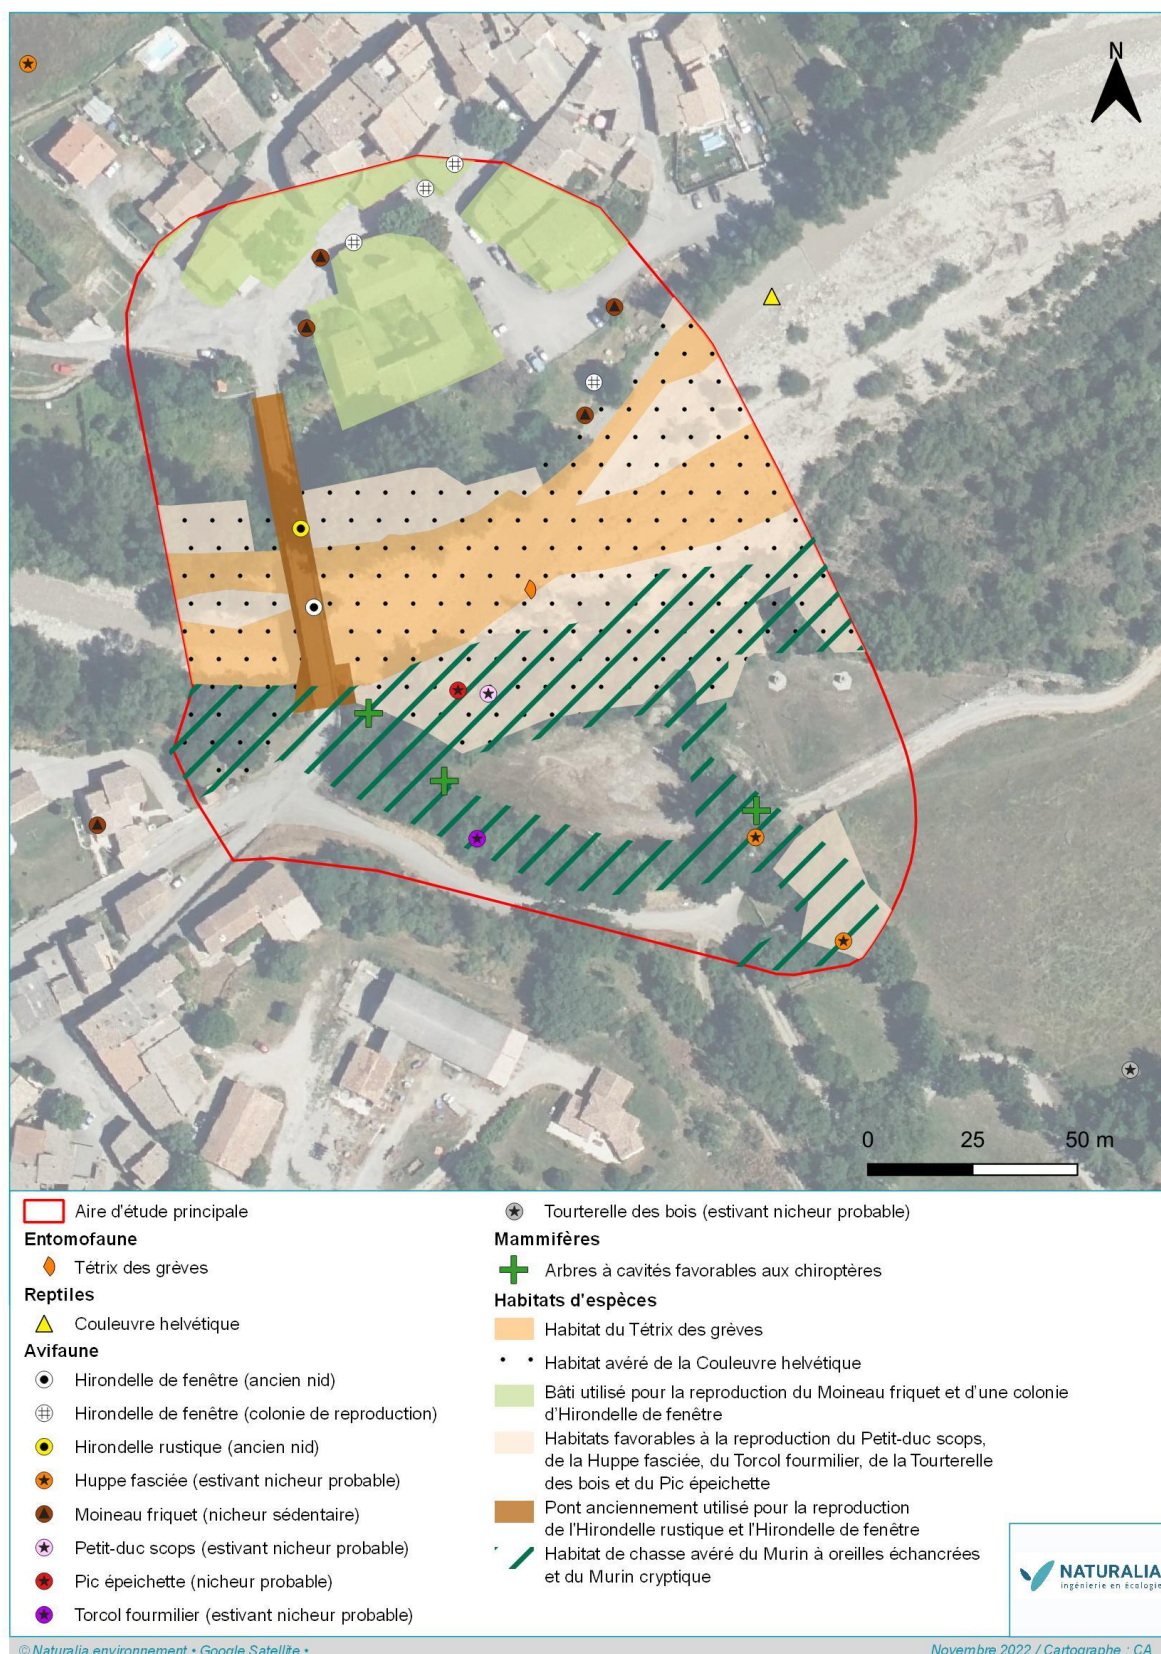 N
0 25 50 m
Aire d'étude principale
Entomofaune
Tétrix des grèves
Reptiles
Couleuvre helvétique
Avifaune
Hirondelle de fenêtre (ancien nid)
Hirondelle de fenêtre (colonie de reproduction)
Hirondelle rustique (ancien nid)
Huppe fasciée (estivant nicheur probable)
Moineau friquet (nicheur sédentaire)
Petit-duc scops (estivant nicheur probable)
Pic épeichette (nicheur probable)
Torcol fourmilier (estivant nicheur probable)
Tourterelle des bois (estivant nicheur probable)
Mammifères
Arbres à cavités favorables aux chiroptères
Habitats d'espèces
Habitat du Tétrix des grèves
Habitat avéré de la Couleuvre helvétique
Bâti utilisé pour la reproduction du Moineau friquet et d'une colonie
d'Hirondelle de fenêtre
Habitats favorables à la reproduction du Petit-duc scops,
de la Huppe fasciée, du Torcol fourmilier, de la Tourterelle
des bois et du Pic épeichette
Pont anciennement utilisé pour la reproduction
de l'Hirondelle rustique et l'Hirondelle de fenêtre
Habitat de chasse avéré du Murin à oreilles échancrées
et du Murin cryptique
NATURALIA
ingénierie en écologie
© Naturalia environnement • Google Satellite •
Novembre 2022 / Cartographe : CA